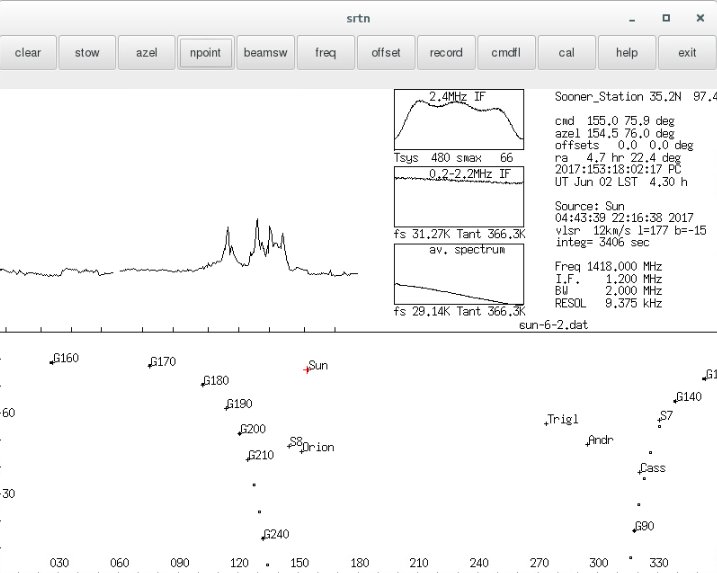 srtn
clear stow azel npoint beamsw freq offset record cmdfl cal help exit
2.4MHz IF
Tsys 480 smax 66
0.2-2.2MHz IF
fs 31.27K Tant 366.3K
av. spectrum
fs 29.14K Tant 366.3K
Sooner_Station 35.2N 97.4
cmd 155.0 75.9 deg
azel 154.5 76.0 deg
offsets 0.0 0.0 deg
ra 4.7 hr 22.4 deg
2017:153:18:02:17 PC
UT Jun 02 LST 4.30 h
Source: Sun
04:43:39 22:16:38 2017
vlsr 12km/s l=177 b=-15
integ= 3406 sec
Freq 1418.000 MHz
I.F. 1.200 MHz
BW 2.000 MHz
RESOL 9.375 kHz
sun-6-2.dat
G160 G170 Sun
G180 G1
G190 G140
60 Trigl S7
G200
S8 Orion Andr
G210
Cass
30
G240 G90
030 060 090 120 150 180 210 240 270 300 330